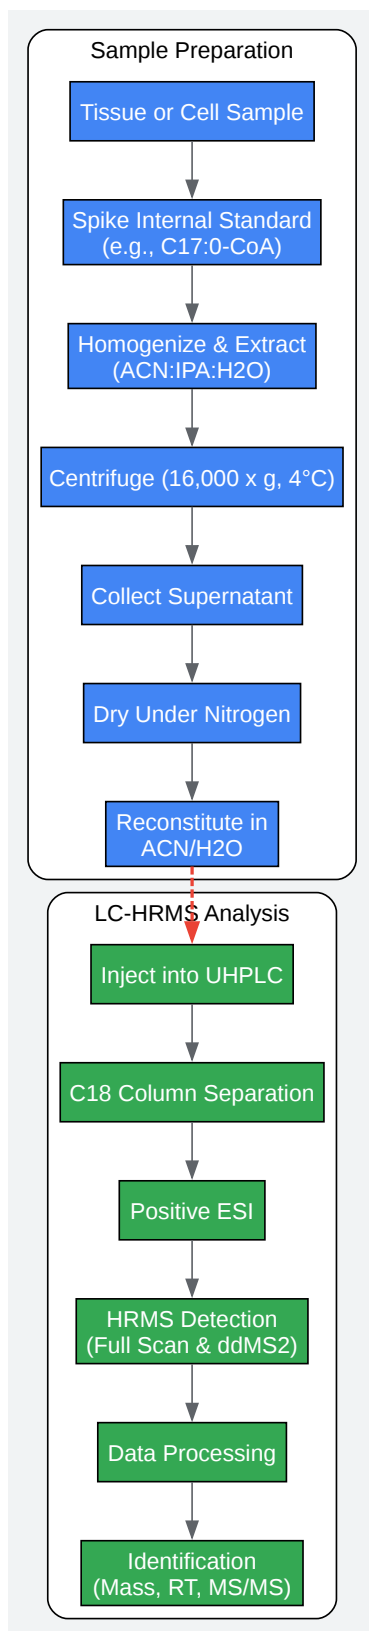 Sample Preparation
Tissue or Cell Sample
Spike Internal Standard
(e.g., C17:0-CoA)
Homogenize & Extract
(ACN:IPA:H2O)
Centrifuge (16,000 x g, 4°C)
Collect Supernatant
Dry Under Nitrogen
Reconstitute in
ACN/H2O
LC-HRMS Analysis
Inject into UHPLC
C18 Column Separation
Positive ESI
HRMS Detection
(Full Scan & ddMS2)
Data Processing
Identification
(Mass, RT, MS/MS)